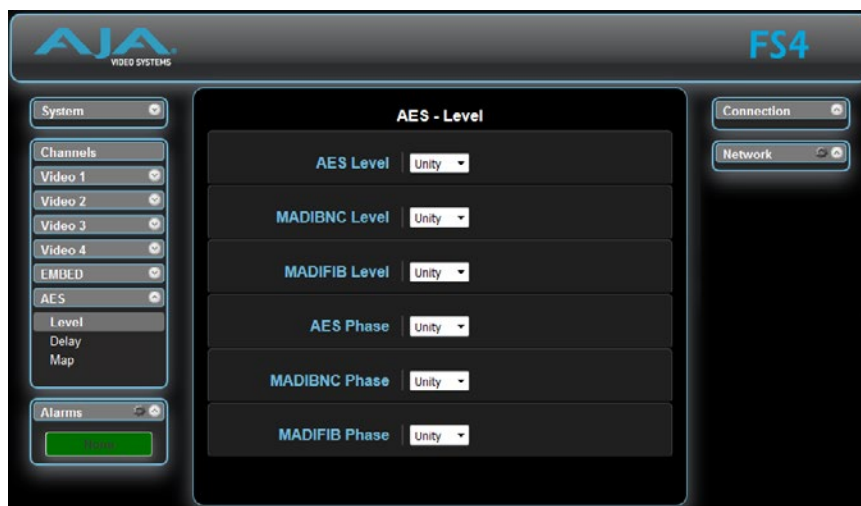 AJA
VIDEO SYSTEMS
FS4
System
Channels
Video 1
Video 2
Video 3
Video 4
EMBED
AES
Level
Delay
Map
Alarms
None
AES - Level
AES Level Unity
MADIBNC Level Unity
MADIFIB Level Unity
AES Phase Unity
MADIBNC Phase Unity
MADIFIB Phase Unity
Connection
Network